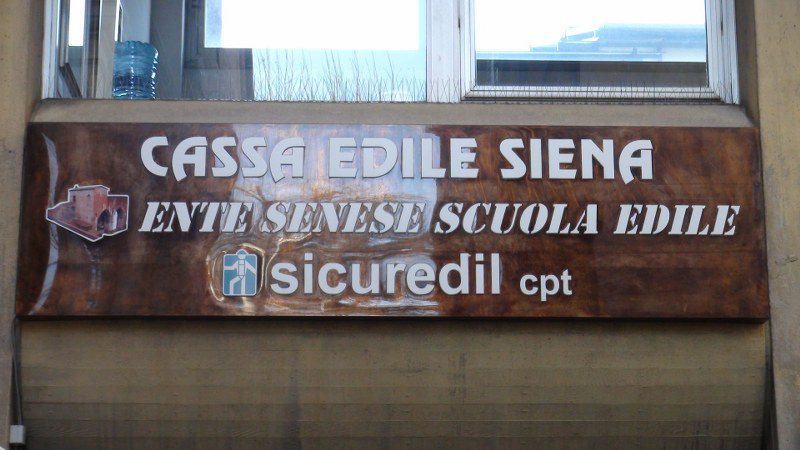 CASSA EDILE SIENA
ENTE SENESE SCUOLA EDILE
sicuredil cpt